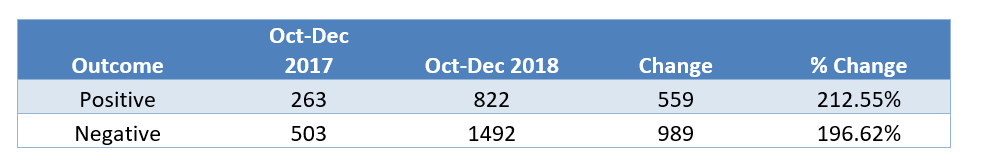 Outcome Oct-Dec
2017 Oct-Dec 2018 Change % Change
Positive 263 822 559 212.55%
Negative 503 1492 989 196.62%